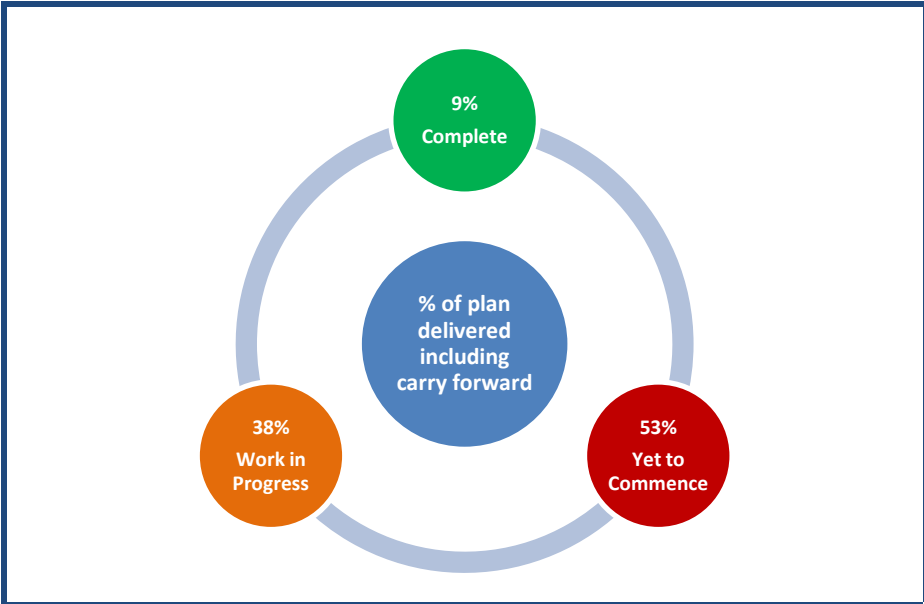 9%
Complete
% of plan
delivered
including
carry forward
38%
Work in
Progress
53%
Yet to
Commence